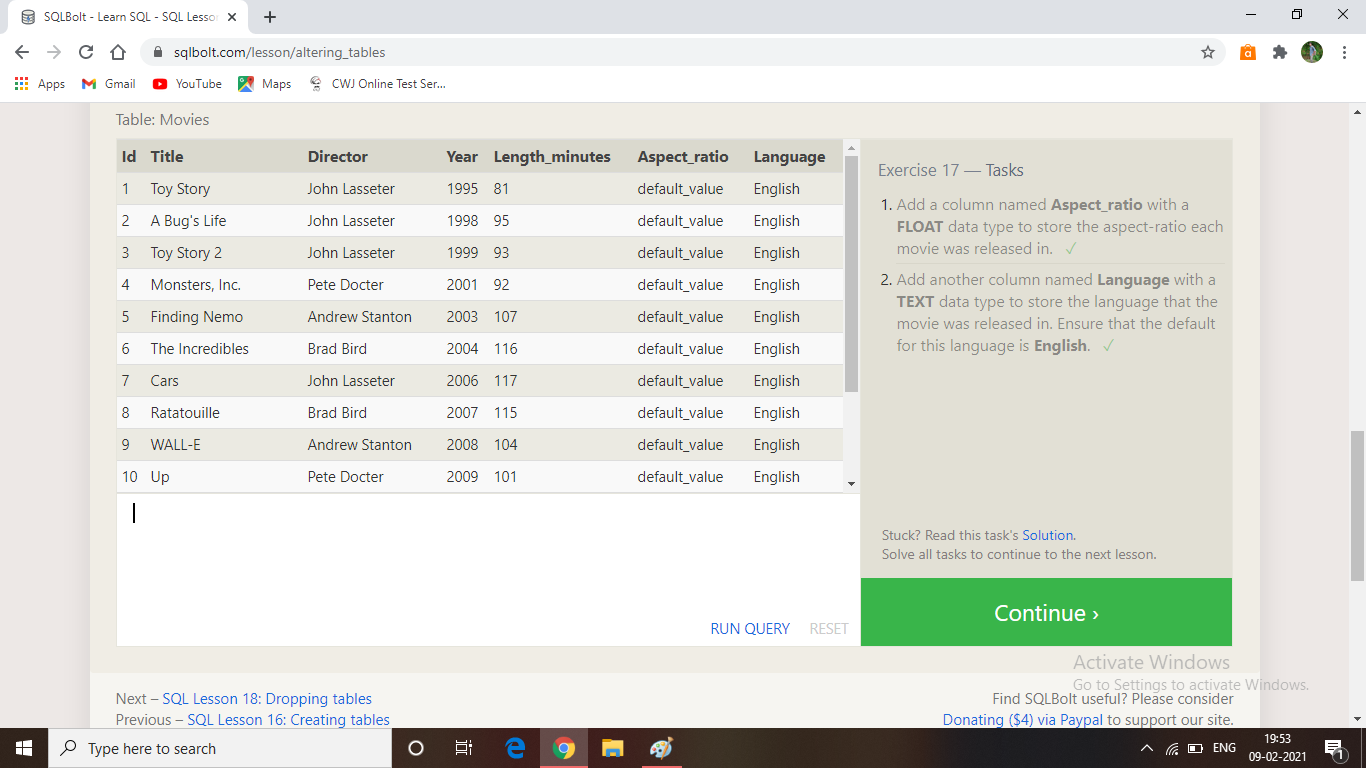 SQLBolt - Learn SQL - SQL Lesson
sqlbolt.com/lesson/altering_tables
Apps Gmail YouTube Maps CWJ Online Test Ser...
Table: Movies
Id Title Director Year Length_minutes Aspect_ratio Language
1 Toy Story John Lasseter 1995 81 default_value English
2 A Bug's Life John Lasseter 1998 95 default_value English
3 Toy Story 2 John Lasseter 1999 93 default_value English
4 Monsters, Inc. Pete Docter 2001 92 default_value English
5 Finding Nemo Andrew Stanton 2003 107 default_value English
6 The Incredibles Brad Bird 2004 116 default_value English
7 Cars John Lasseter 2006 117 default_value English
8 Ratatouille Brad Bird 2007 115 default_value English
9 WALL-E Andrew Stanton 2008 104 default_value English
10 Up Pete Docter 2009 101 default_value English
RUN QUERY RESET
Exercise 17 — Tasks
1. Add a column named Aspect_ratio with a
FLOAT data type to store the aspect-ratio each
movie was released in. ✓
2. Add another column named Language with a
TEXT data type to store the language that the
movie was released in. Ensure that the default
for this language is English. ✓
Stuck? Read this task's Solution.
Solve all tasks to continue to the next lesson.
Continue ›
Activate Windows
Go to Settings to activate Windows.
Next – SQL Lesson 18: Dropping tables
Previous – SQL Lesson 16: Creating tables
Find SQLBolt useful? Please consider
Donating ($4) via Paypal to support our site.
Type here to search
ENG
19:53
09-02-2021
1